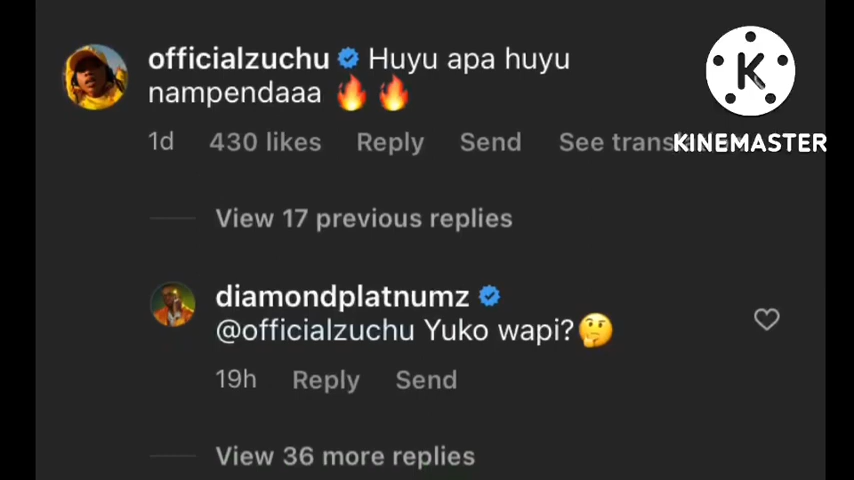 officialzuchu Huyu apa huyu
nampendaaa 🔥 🔥
1d 430 likes Reply Send See
K
KINEMASTER
View 17 previous replies
diamondplatnumz
@officialzuchu Yuko wapi?🤔
19h Reply Send
View 36 more replies